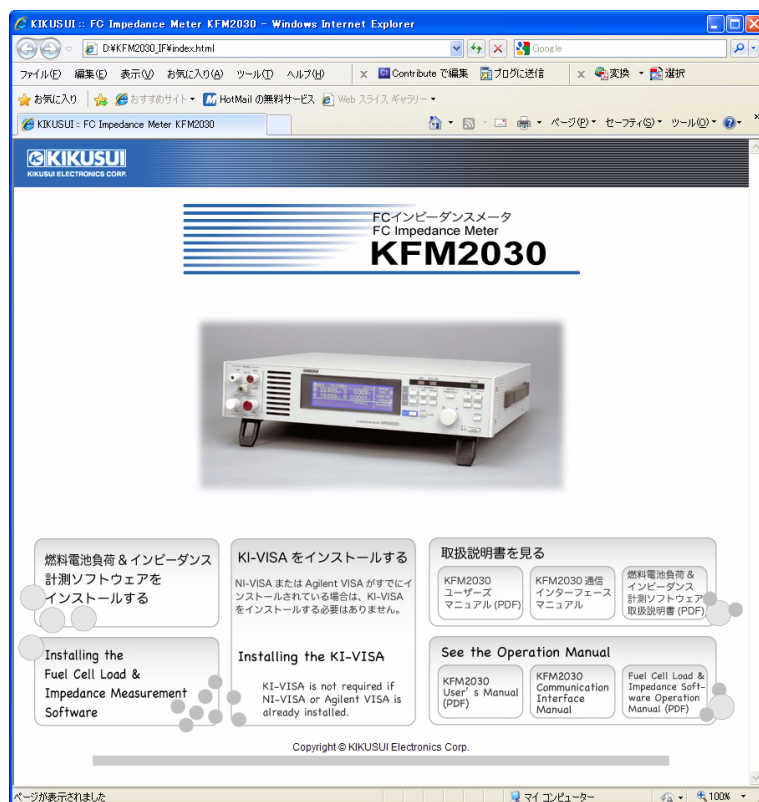 KIKUSUI :: FC Impedance Meter KFM2030 - Windows Internet Explorer
D:¥KFM2030_IF¥index.html
Google
ファイル(F) 編集(E) 表示(V) お気に入り(A) ツール(T) ヘルプ(H) x Contribute で編集 ブログに送信 x 変換 選択
お気に入り おすすめサイト HotMail の無料サービス Web スライス ギャラリー
KIKUSUI :: FC Impedance Meter KFM2030
ページ(P) セーフティ(S) ツール(O)
KIKUSUI
KIKUSUI ELECTRONICS CORP.
FCインピーダンスメータ
FC Impedance Meter
KFM2030
燃料電池負荷 & インピーダンス
計測ソフトウェアを
インストールする
Installing the
Fuel Cell Load &
Impedance Measurement
Software
KI-VISA をインストールする
NI-VISA または Agilent VISA がすでにイ
ンストールされている場合は、KI-VISA
をインストールする必要はありません。
Installing the KI-VISA
KI-VISA is not required if
NI-VISA or Agilent VISA is
already installed.
取扱説明書を見る
KFM2030
ユーザーズ
マニュアル (PDF)
KFM2030 通信
インターフェース
マニュアル
燃料電池負荷 &
インピーダンス
計測ソフトウェア
取扱説明書 (PDF)
See the Operation Manual
KFM2030
User's Manual
(PDF)
KFM2030
Communication
Interface
Manual
Fuel Cell Load &
Impedance Soft-
ware Operation
Manual (PDF)
Copyright © KIKUSUI Electronics Corp.
ページが表示されました マイ コンピューター 100%